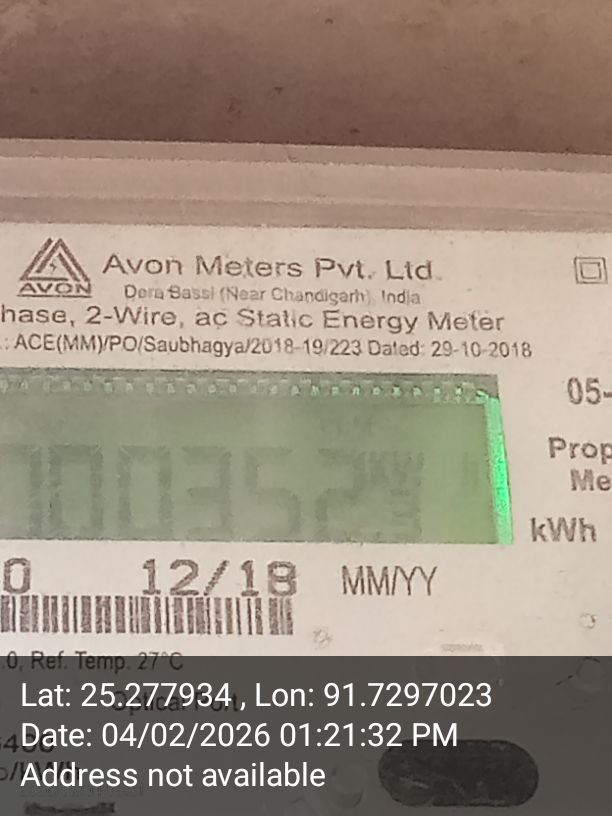 Avon Meters Pvt. Ltd.
AVON
Dera Bassi (Near Chandigarh), India
hase, 2-Wire, ac Static Energy Meter
.: ACE(MM)/PO/Saubhagya/2018-19/223 Dated: 29-10-2018
05-
Prop
Me
00352
kWh
0 12/18 MM/YY
.0, Ref. Temp. 27°C
Optical Port
Lat: 25.277934 , Lon: 91.7297023
Date: 04/02/2026 01:21:32 PM
Address not available